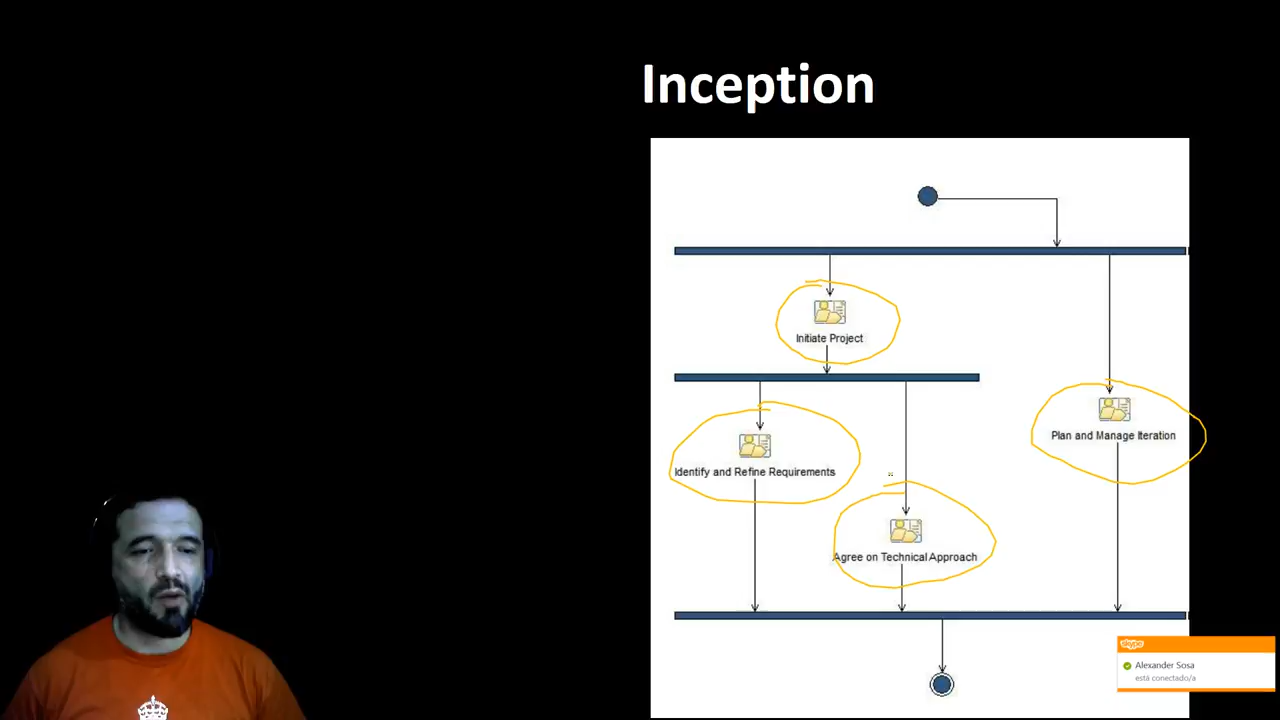 Inception
Initiate Project
Plan and Manage Iteration
Identify and Refine Requirements
Agree on Technical Approach
skype
Alexander Sosa
está conectado/a